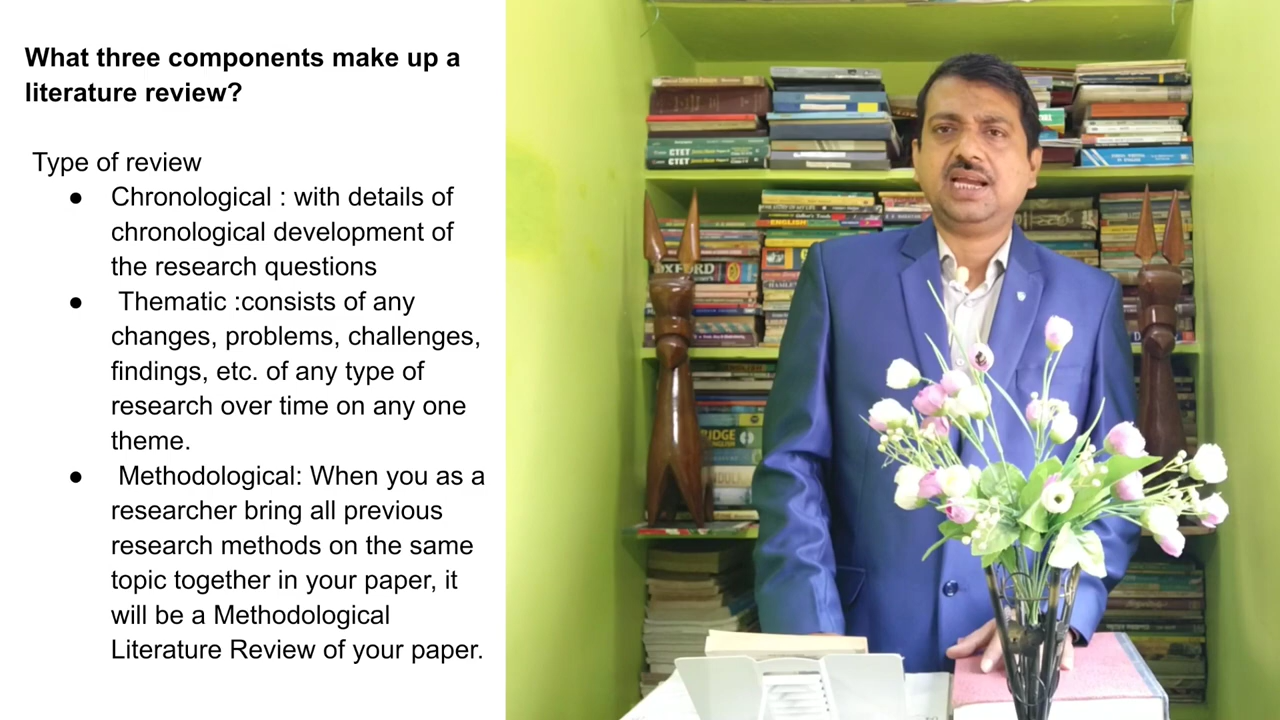 What three components make up a
literature review?
Type of review
● Chronological : with details of
chronological development of
the research questions
● Thematic :consists of any
changes, problems, challenges,
findings, etc. of any type of
research over time on any one
theme.
● Methodological: When you as a
researcher bring all previous
research methods on the same
topic together in your paper, it
will be a Methodological
Literature Review of your paper.
CTET
CTET
ENGLISH
OXFORD